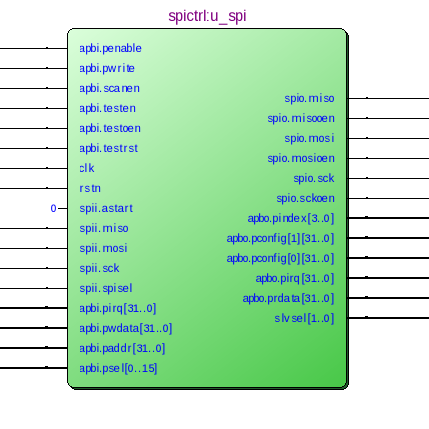 spictrl:u_spi
apbi.penable
apbi.pwrite
apbi.scanen
apbi.testen
apbi.testoen
apbi.testrst
clk
rstn
0
spii.astart
spii.miso
spii.mosi
spii.sck
spii.spisel
apbi.pirq[31..0]
apbi.pwdata[31..0]
apbi.paddr[31..0]
apbi.psel[0..15]
spio.miso
spio.misooen
spio.mosi
spio.mosioen
spio.sck
spio.sckoen
apbo.pindex[3..0]
apbo.pconfig[1][31..0]
apbo.pconfig[0][31..0]
apbo.pirq[31..0]
apbo.prdata[31..0]
slvsel[1..0]